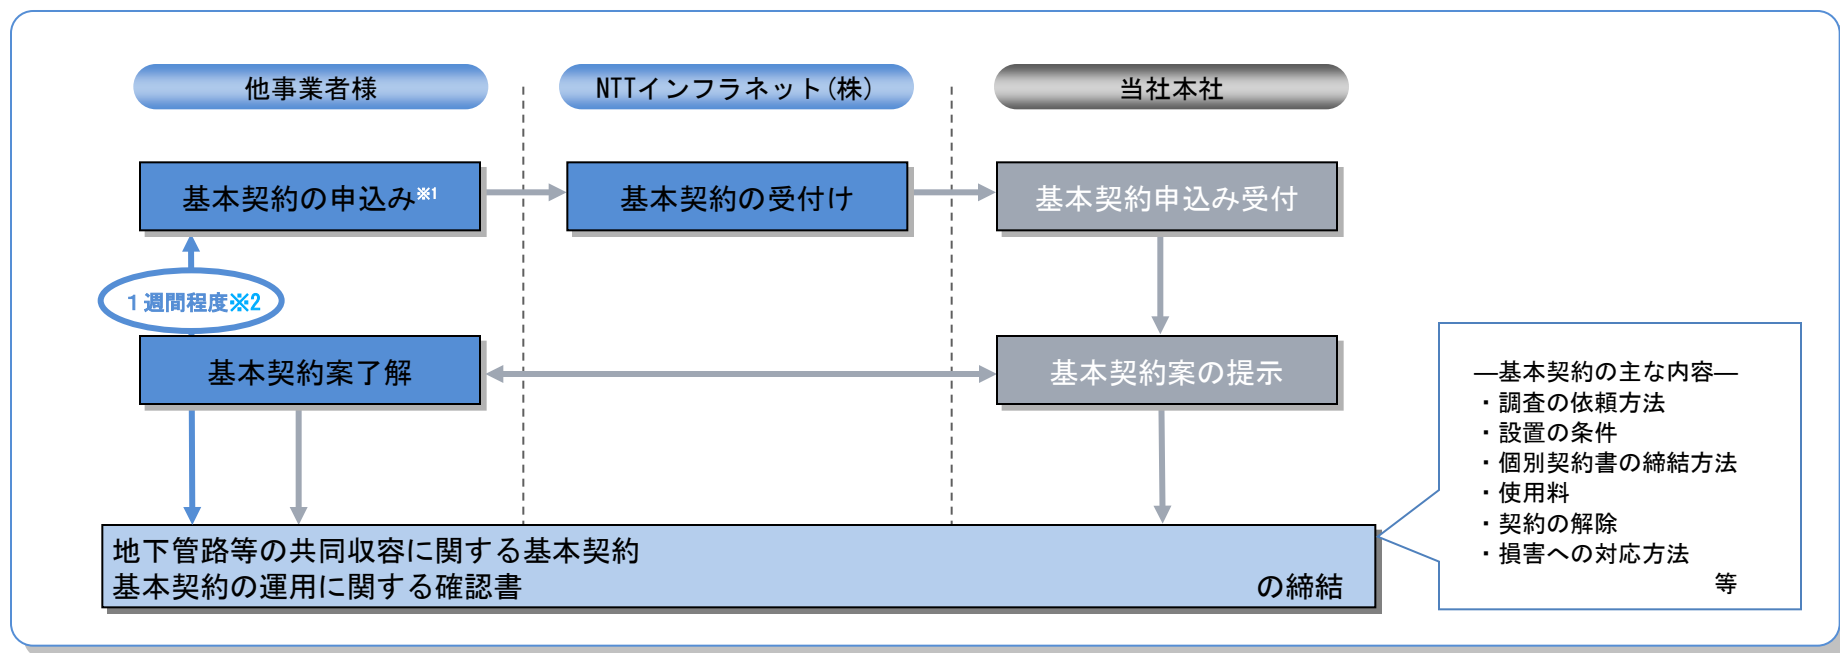 他事業者様
NTTインフラネット(株)
当社本社
基本契約の申込み※1
基本契約の受付け
基本契約申込み受付
1週間程度※2
基本契約案了解
基本契約案の提示
―基本契約の主な内容―
・調査の依頼方法
・設置の条件
・個別契約書の締結方法
・使用料
・契約の解除
・損害への対応方法
等
地下管路等の共同収容に関する基本契約
基本契約の運用に関する確認書 の締結